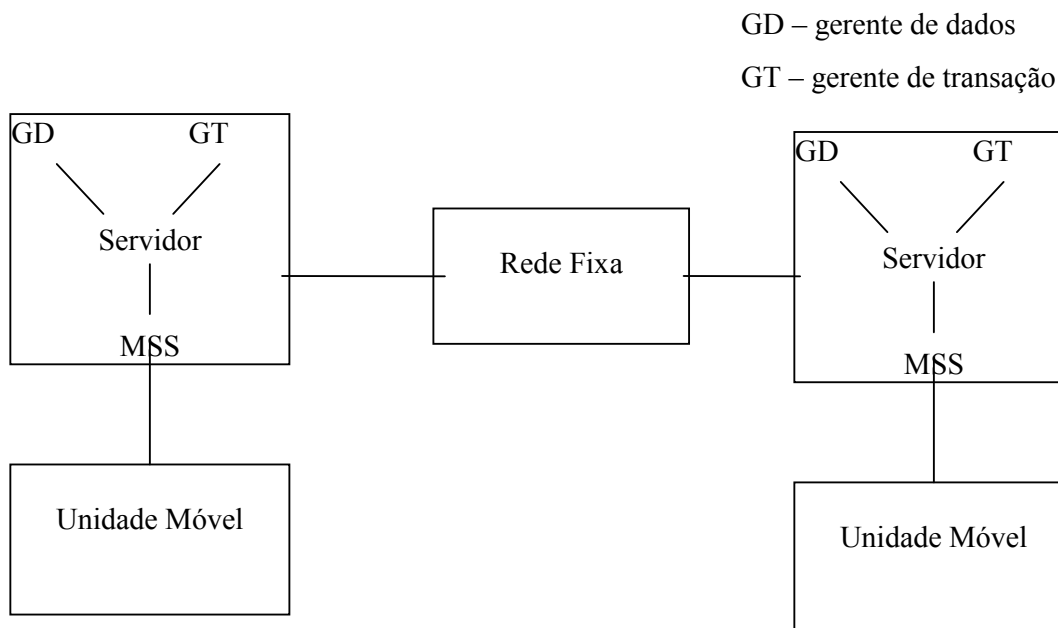 GD – gerente de dados
GT – gerente de transação
GD GT
Servidor
MSS
Unidade Móvel
Rede Fixa
GD GT
Servidor
MSS
Unidade Móvel